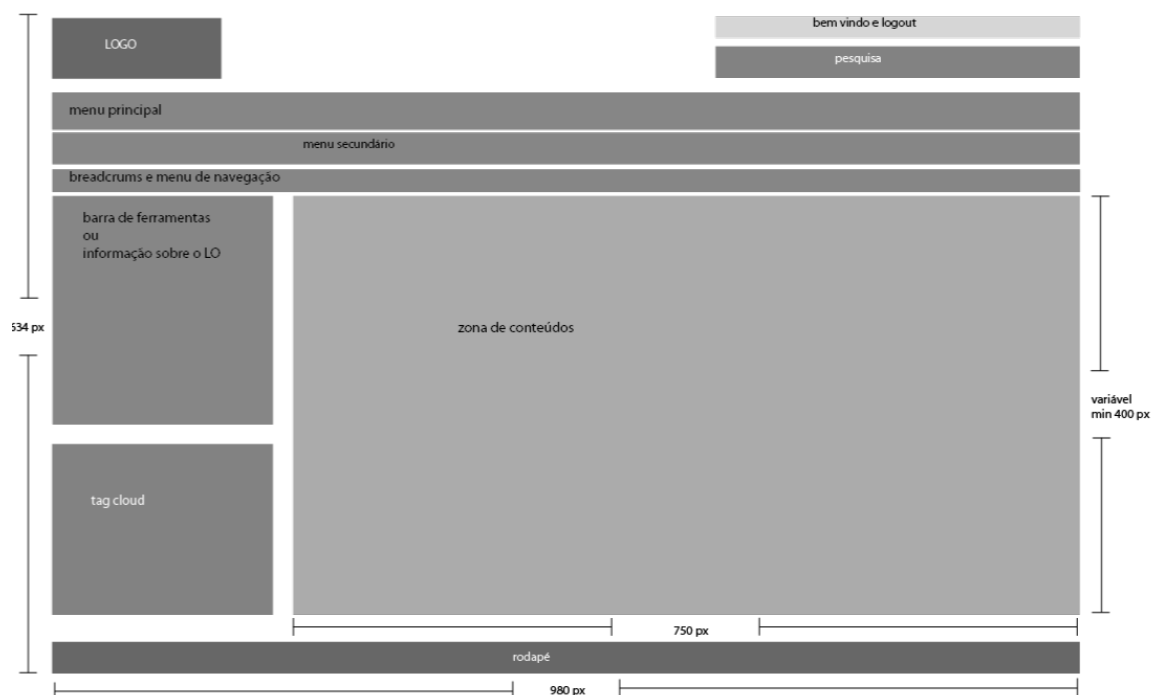 bem vindo e logout
LOGO
pesquisa
menu principal
menu secundário
breadcrums e menu de navegação
barra de ferramentas
ou
informação sobre o LO
zona de conteúdos
634 px
variável
min 400 px
tag cloud
750 px
rodapé
980 px